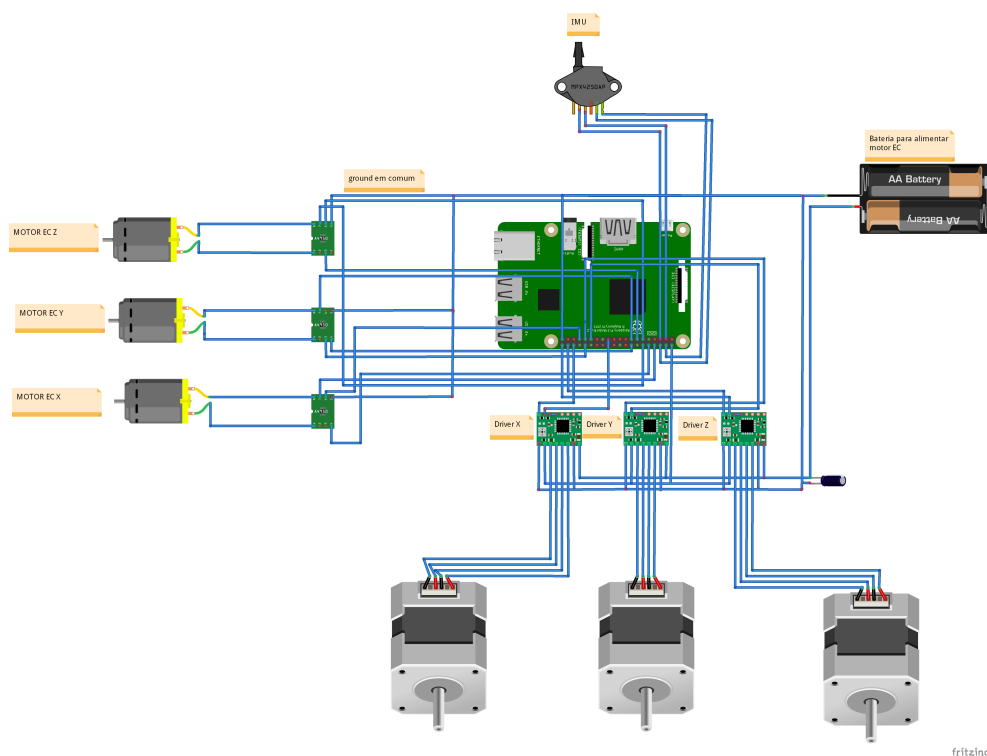 IMU
MPX4250AP
Bateria para alimentar
motor EC
AA Battery
AA Battery
ground em comum
MOTOR EC Z
MOTOR EC Y
MOTOR EC X
Driver X
Driver Y
Driver Z
fritzing